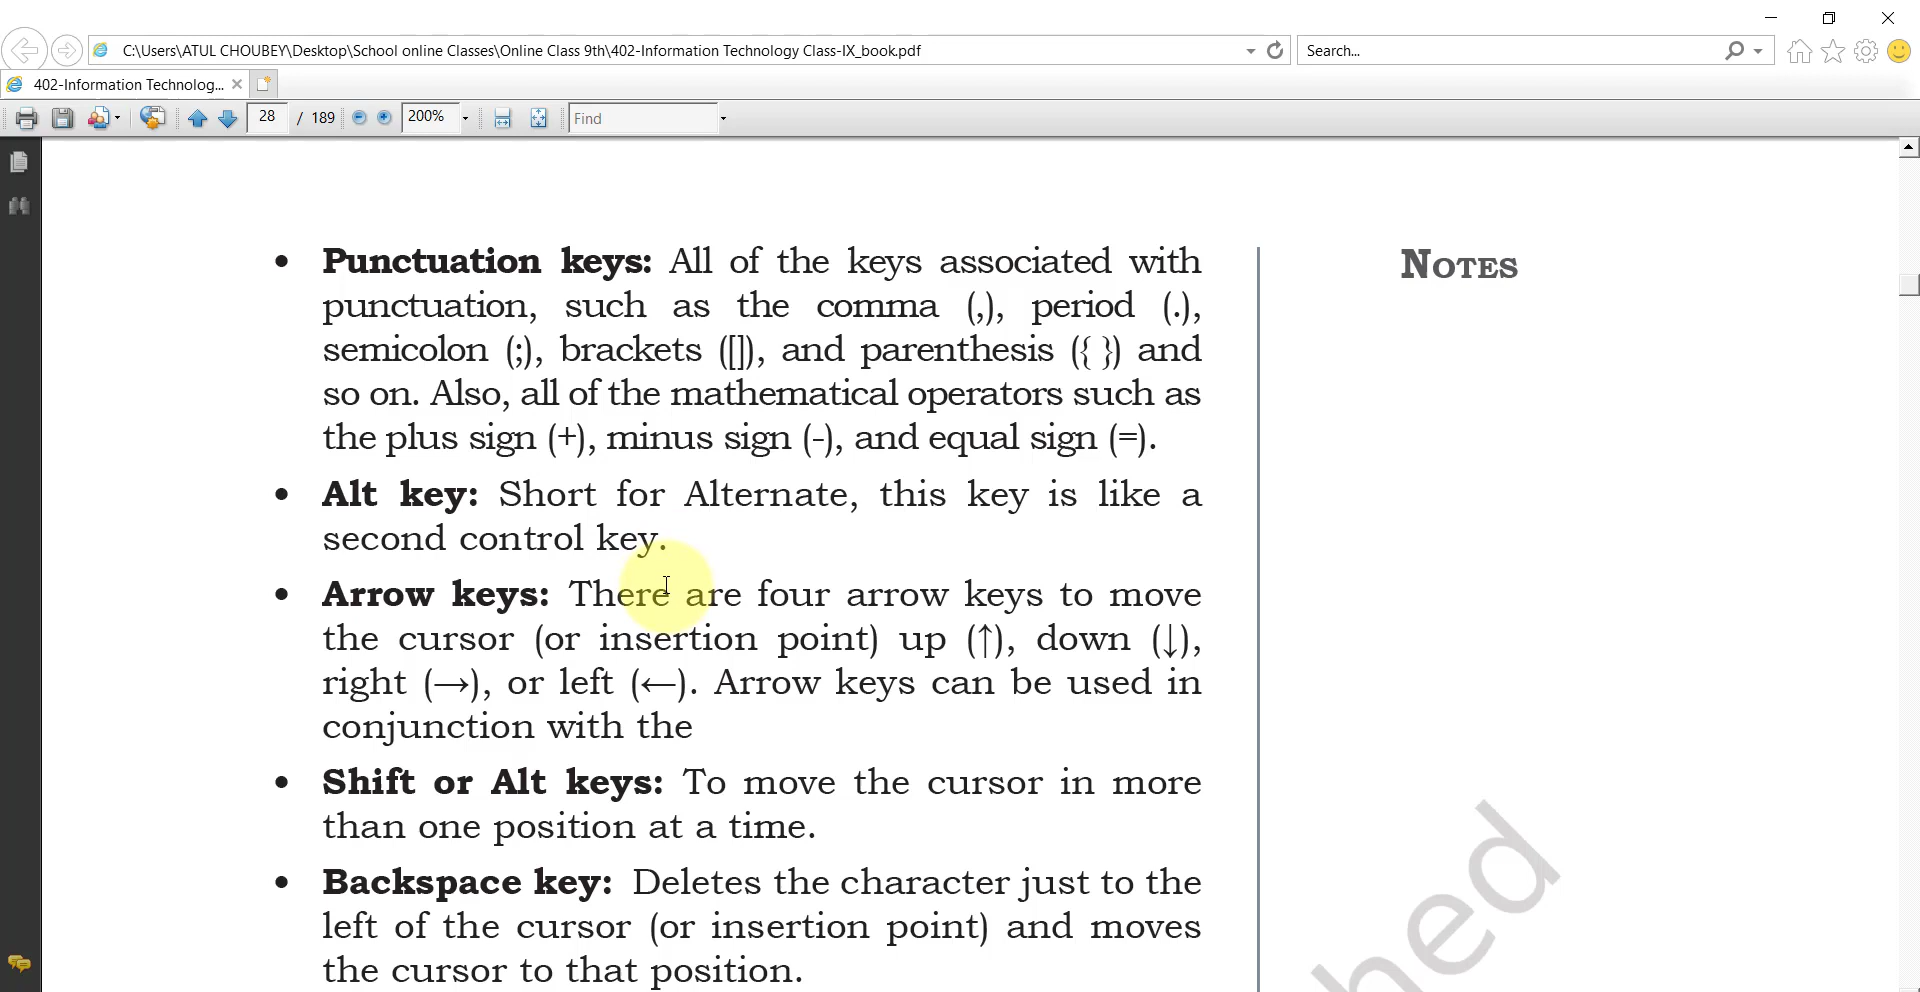 C:\Users\ATUL CHOUBEY\Desktop\School online Classes\Online Class 9th\402-Information Technology Class-IX_book.pdf
Search...
402-Information Technolog...
28 / 189
200%
Find
• Punctuation keys: All of the keys associated with
punctuation, such as the comma (,), period (.),
semicolon (;), brackets ([]), and parenthesis ({ }) and
so on. Also, all of the mathematical operators such as
the plus sign (+), minus sign (-), and equal sign (=).
• Alt key: Short for Alternate, this key is like a
second control key.
• Arrow keys: There are four arrow keys to move
the cursor (or insertion point) up (↑), down (↓),
right (→), or left (←). Arrow keys can be used in
conjunction with the
• Shift or Alt keys: To move the cursor in more
than one position at a time.
• Backspace key: Deletes the character just to the
left of the cursor (or insertion point) and moves
the cursor to that position.
NOTES
hed